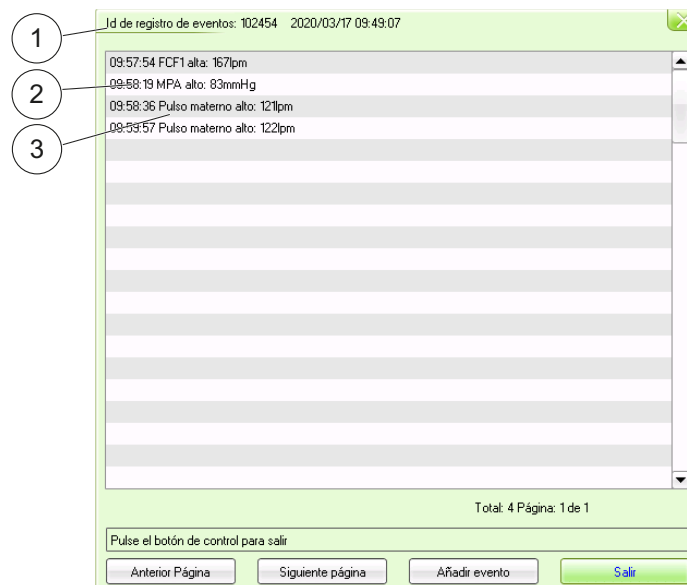 1
Id de registro de eventos: 102454 2020/03/17 09:49:07
2
3
09:57:54 FCF1 alta: 167lpm
09:58:19 MPA alto: 83mmHg
09:58:36 Pulso materno alto: 121lpm
09:59:57 Pulso materno alto: 122lpm
Total: 4 Página: 1 de 1
Pulse el botón de control para salir
Anterior Página Siguiente página Añadir evento Salir